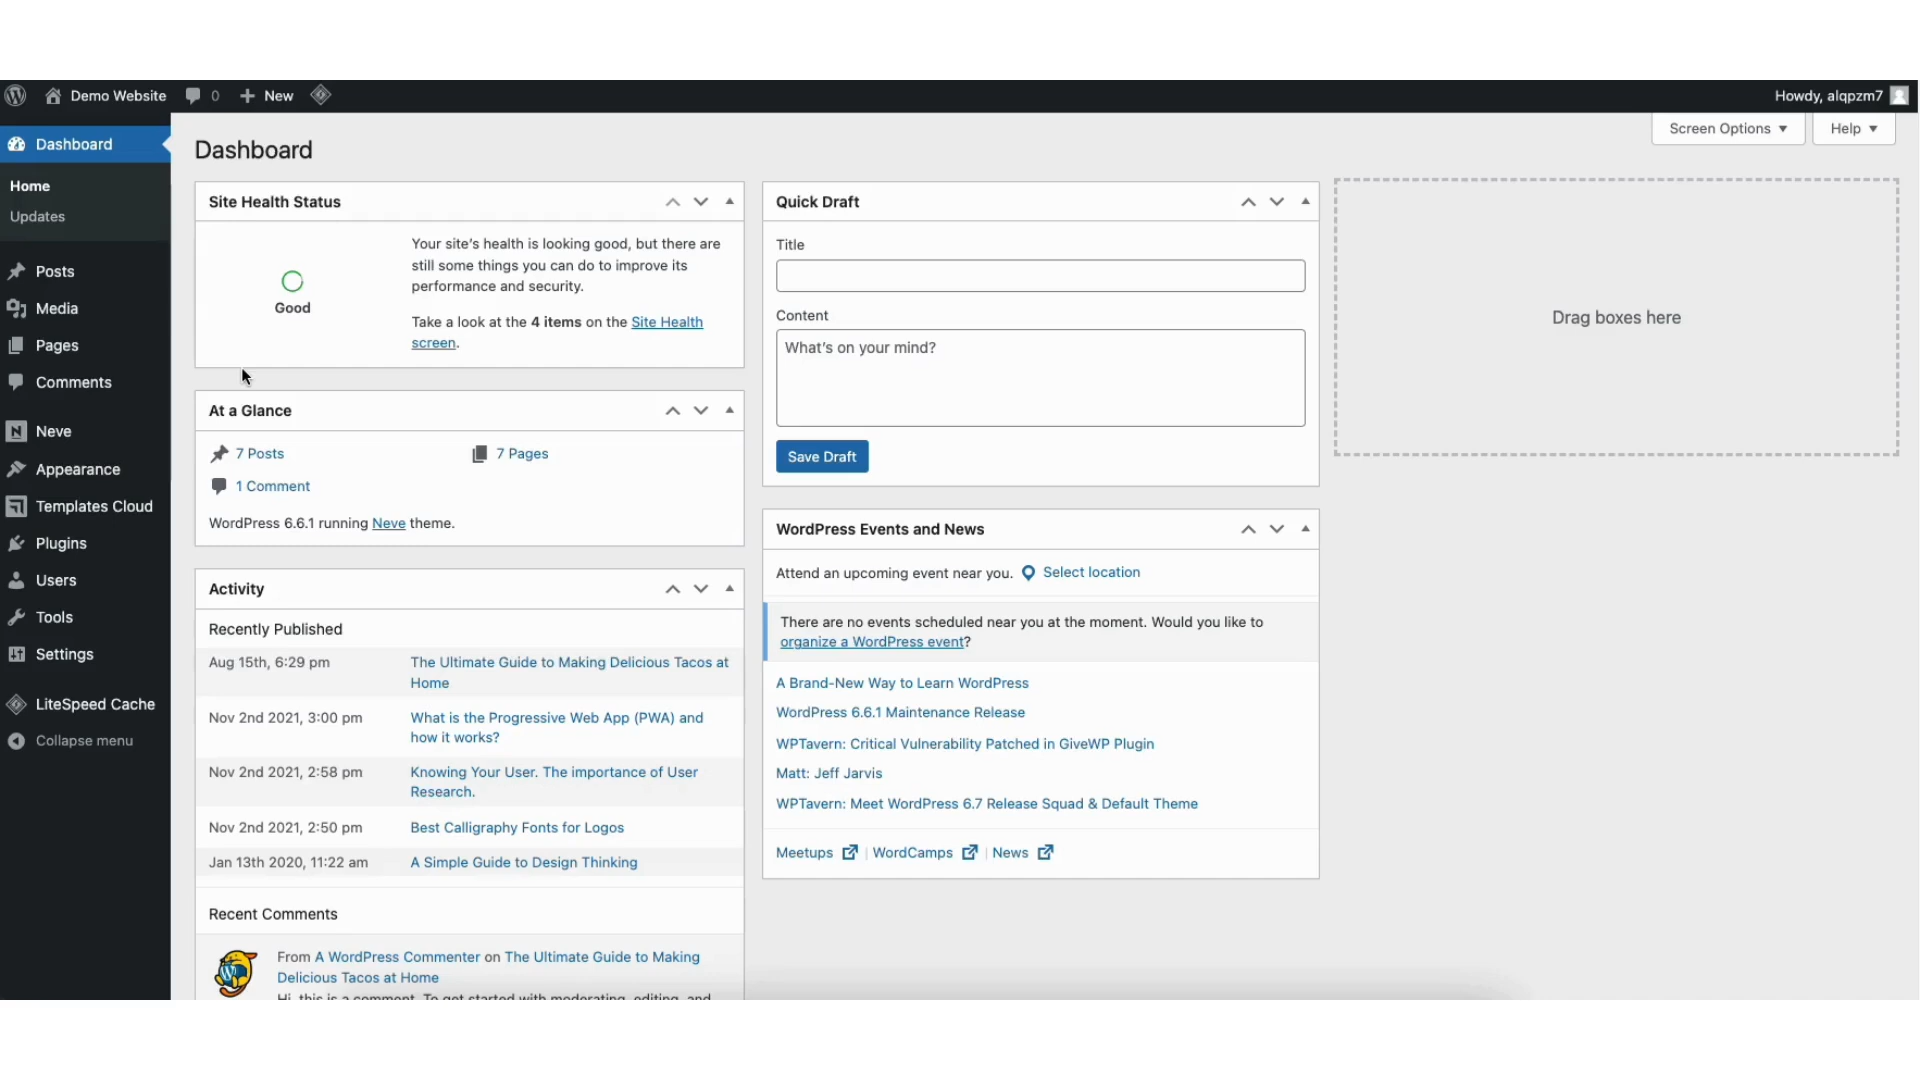 Demo Website
0
New
Howdy, alqpzm7
Dashboard
Home
Updates
Posts
Media
Pages
Comments
Neve
Appearance
Templates Cloud
Plugins
Users
Tools
Settings
LiteSpeed Cache
Collapse menu
Dashboard
Screen Options
Help
Site Health Status
Good
Your site's health is looking good, but there are
still some things you can do to improve its
performance and security.
Take a look at the 4 items on the Site Health
screen.
At a Glance
7 Posts
7 Pages
1 Comment
WordPress 6.6.1 running Neve theme.
Activity
Recently Published
Aug 15th, 6:29 pm
The Ultimate Guide to Making Delicious Tacos at
Home
Nov 2nd 2021, 3:00 pm
What is the Progressive Web App (PWA) and
how it works?
Nov 2nd 2021, 2:58 pm
Knowing Your User. The importance of User
Research.
Nov 2nd 2021, 2:50 pm
Best Calligraphy Fonts for Logos
Jan 13th 2020, 11:22 am
A Simple Guide to Design Thinking
Recent Comments
From A WordPress Commenter on The Ultimate Guide to Making
Delicious Tacos at Home
Hi, this is a comment. To get started with moderating, editing, and
Quick Draft
Title
Content
What's on your mind?
Save Draft
WordPress Events and News
Attend an upcoming event near you.
Select location
There are no events scheduled near you at the moment. Would you like to
organize a WordPress event?
A Brand-New Way to Learn WordPress
WordPress 6.6.1 Maintenance Release
WPTavern: Critical Vulnerability Patched in GiveWP Plugin
Matt: Jeff Jarvis
WPTavern: Meet WordPress 6.7 Release Squad & Default Theme
Meetups | WordCamps | News
Drag boxes here